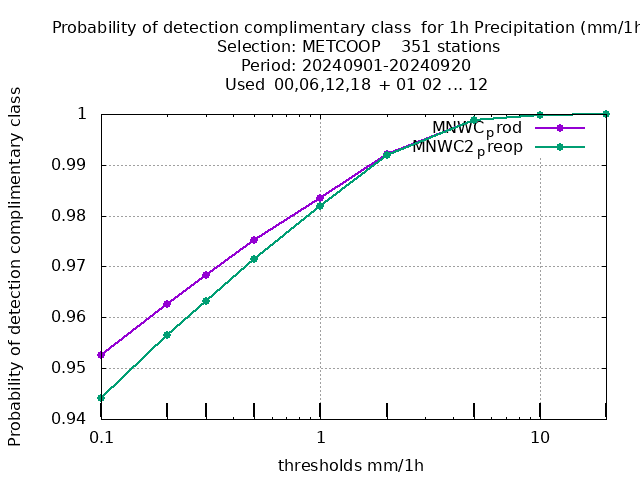 Probability of detection complimentary class  for 1h Precipitation (mm/1h
Selection: METCOOP    351 stations
Period: 20240901-20240920
Used  00,06,12,18  + 01 02 ... 12
Probability of detection complimentary class
1
0.99
0.98
0.97
0.96
0.95
0.94
MNWC_prod
MNWC2_preop
0.1 1 10
thresholds mm/1h